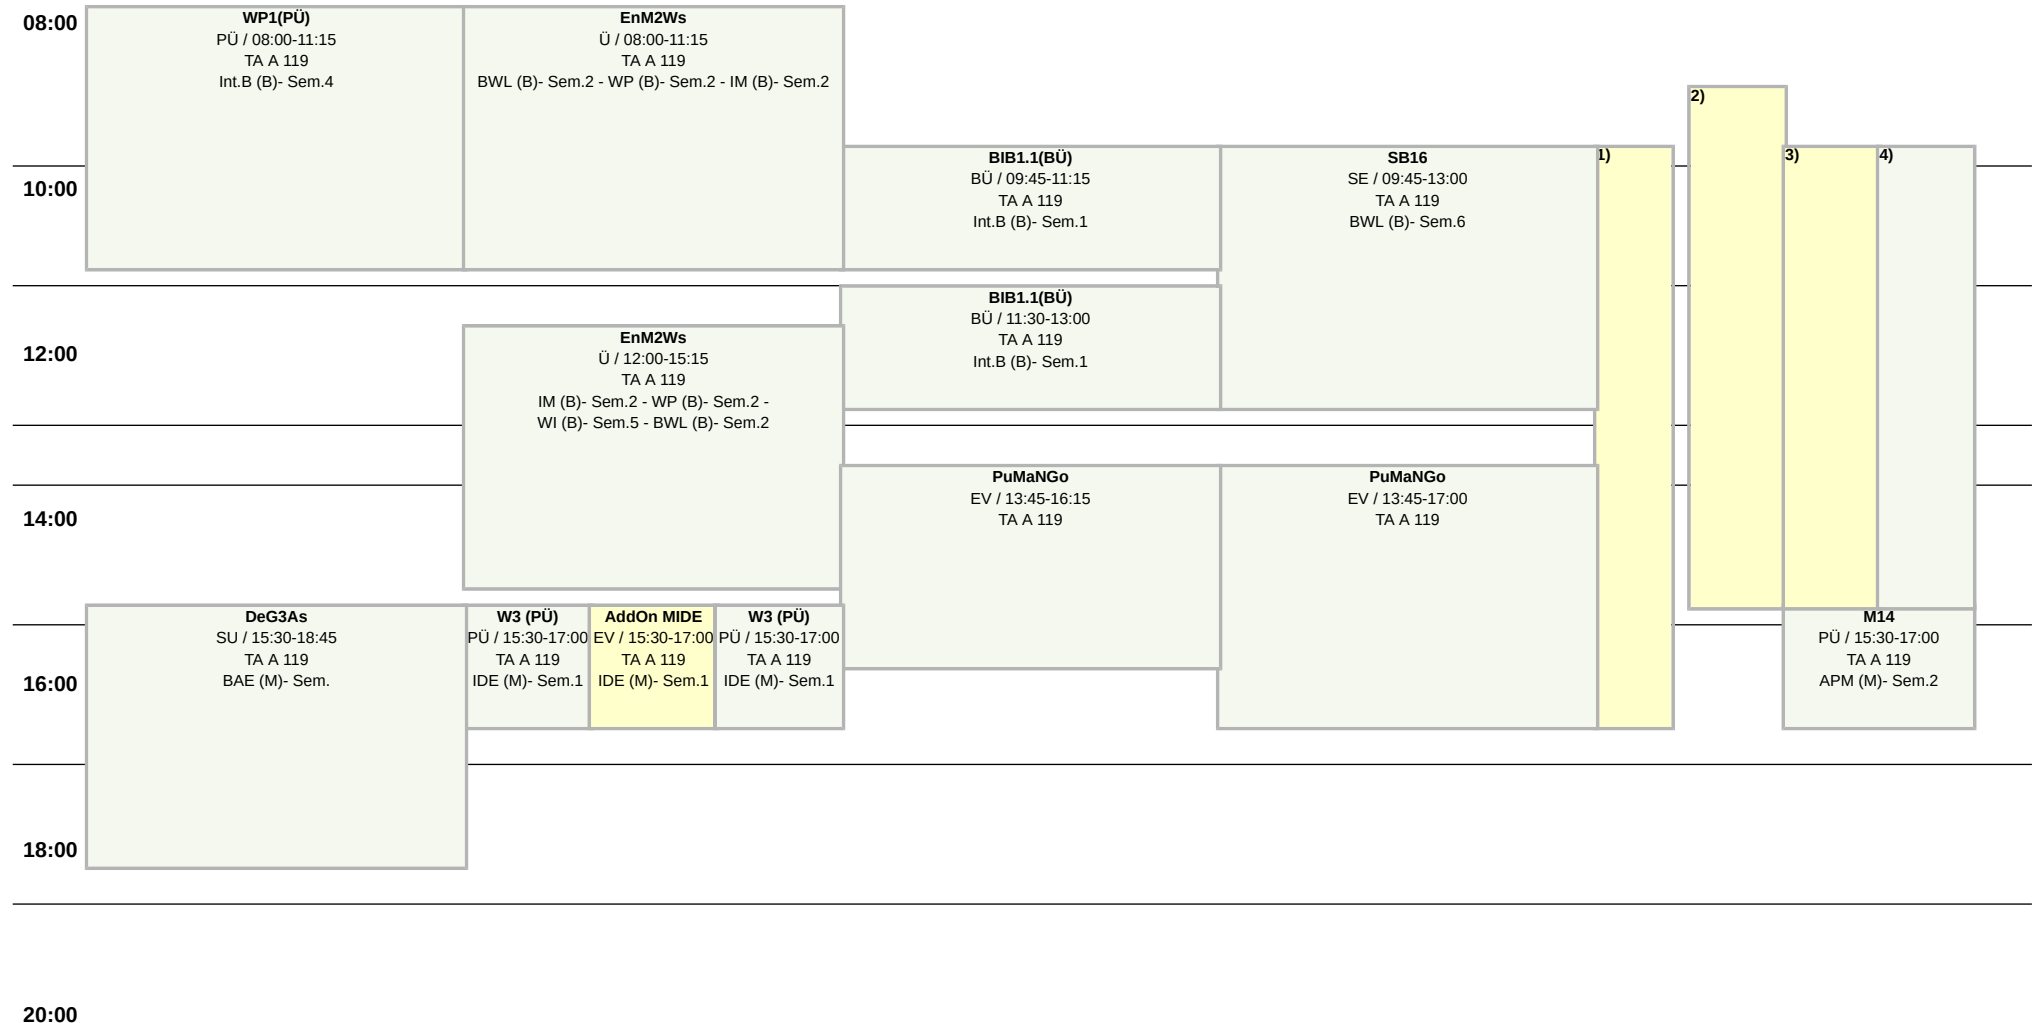 08:00
10:00
12:00
14:00
16:00
18:00
20:00
WP1(PÜ)
PÜ / 08:00-11:15
TA A 119
Int.B (B)- Sem.4
DeG3As
SU / 15:30-18:45
TA A 119
BAE (M)- Sem.
EnM2Ws
Ü / 08:00-11:15
TA A 119
BWL (B)- Sem.2 - WP (B)- Sem.2 - IM (B)- Sem.2
EnM2Ws
Ü / 12:00-15:15
TA A 119
IM (B)- Sem.2 - WP (B)- Sem.2 -
WI (B)- Sem.5 - BWL (B)- Sem.2
W3 (PÜ)
PÜ / 15:30-17:00
TA A 119
IDE (M)- Sem.1
AddOn MIDE
EV / 15:30-17:00
TA A 119
IDE (M)- Sem.1
W3 (PÜ)
PÜ / 15:30-17:00
TA A 119
IDE (M)- Sem.1
BIB1.1(BÜ)
BÜ / 09:45-11:15
TA A 119
Int.B (B)- Sem.1
BIB1.1(BÜ)
BÜ / 11:30-13:00
TA A 119
Int.B (B)- Sem.1
PuMaNGo
EV / 13:45-16:15
TA A 119
SB16
SE / 09:45-13:00
TA A 119
BWL (B)- Sem.6
PuMaNGo
EV / 13:45-17:00
TA A 119
1)
2)
3)
4)
M14
PÜ / 15:30-17:00
TA A 119
APM (M)- Sem.2